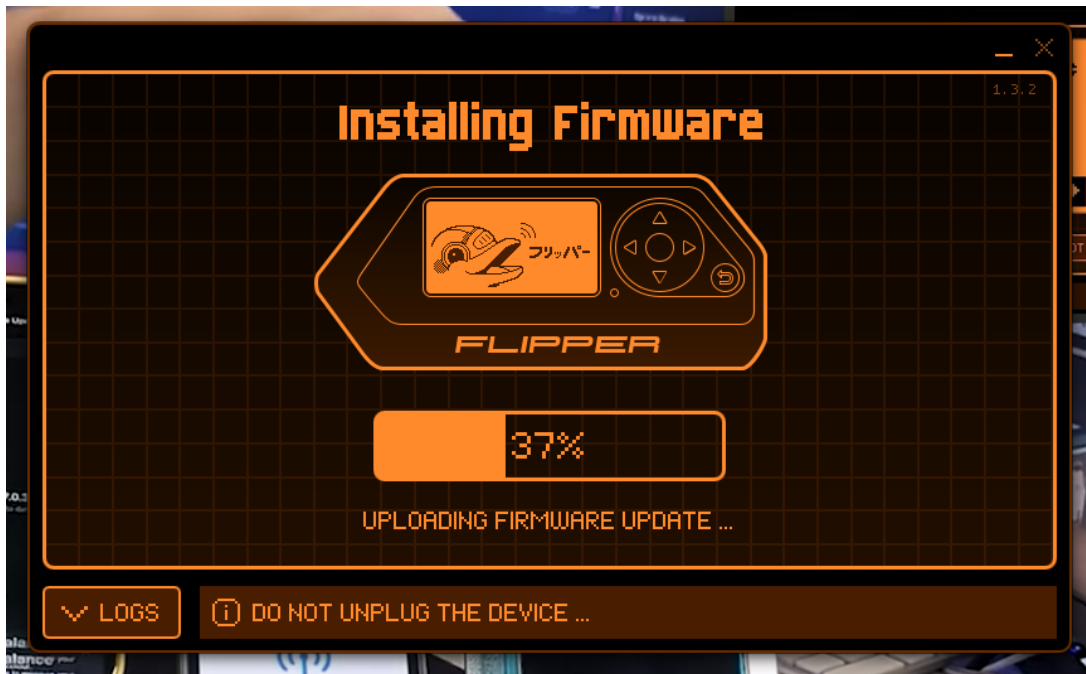 1.3.2
Installing Firmware
フリッパー
FLIPPER
37%
UPLOADING FIRMWARE UPDATE ...
LOGS
DO NOT UNPLUG THE DEVICE ...